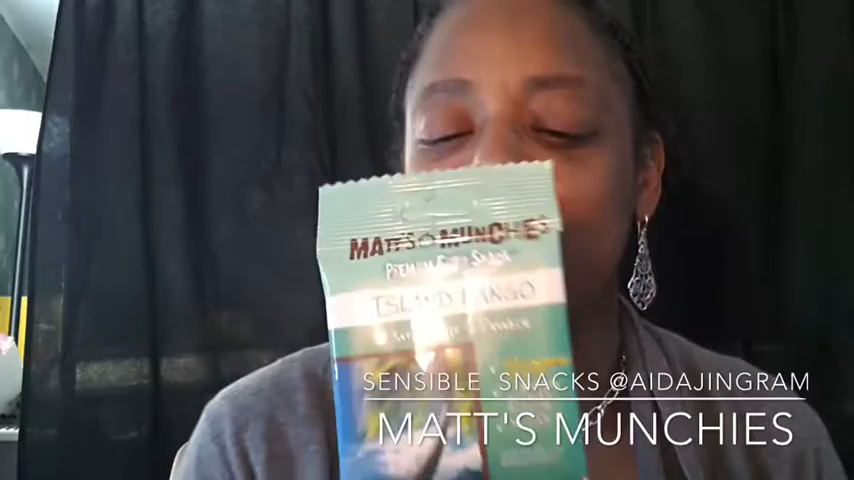 MATT'S MUNCHIES
PREMIUM FRUIT SNACK
ISLAND MANGO
SENSIBLE SNACKS @AIDAJINGRAM
MATT'S MUNCHIES